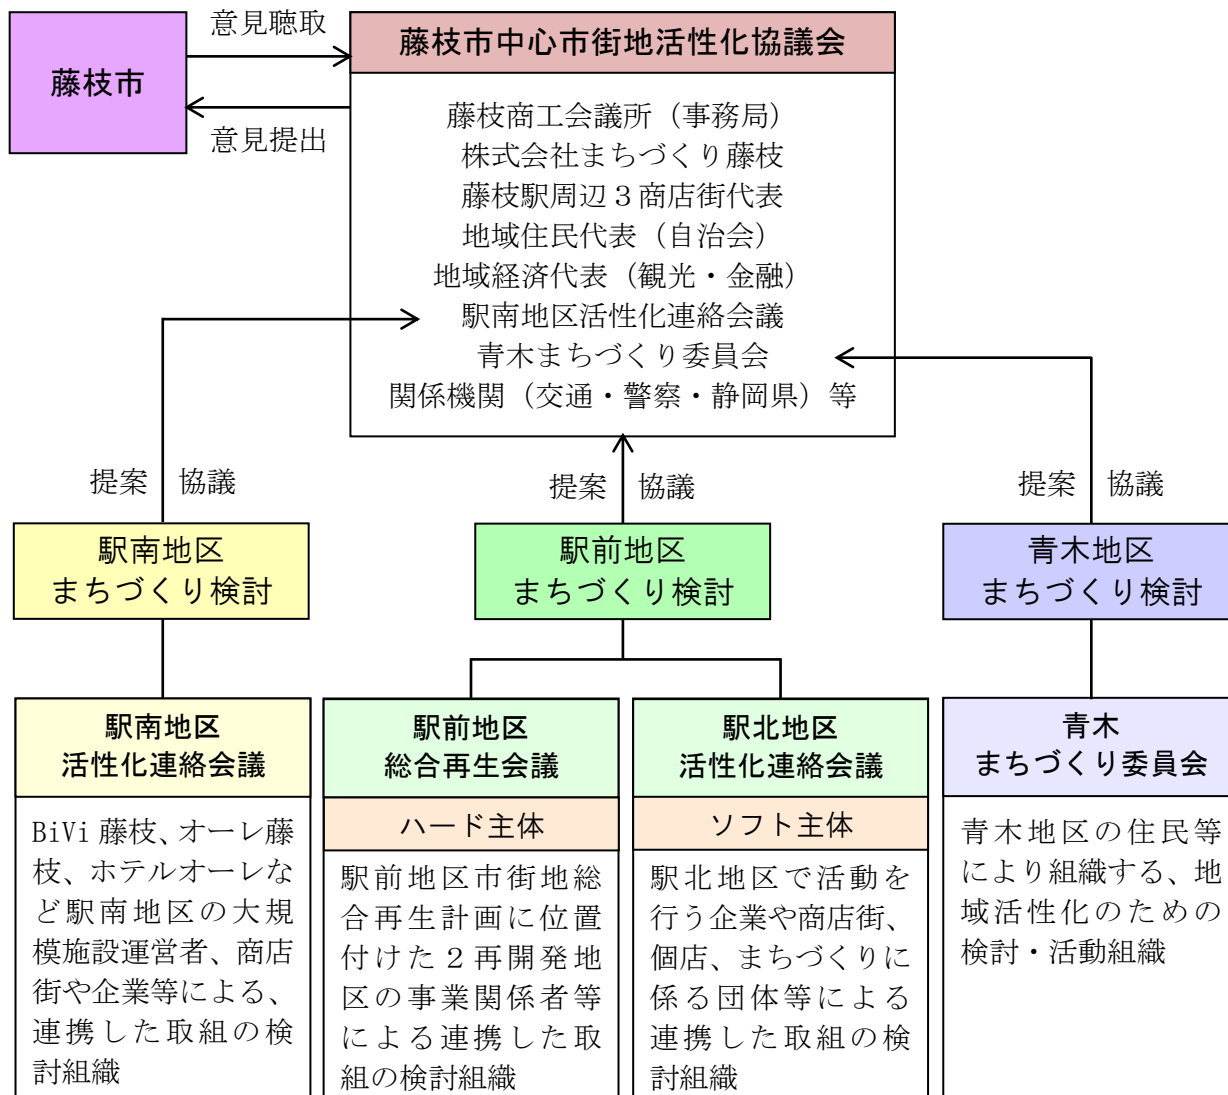 意見聴取
藤枝市
意見提出
藤枝市中心市街地活性化協議会
藤枝商工会議所（事務局）
株式会社まちづくり藤枝
藤枝駅周辺３商店街代表
地域住民代表（自治会）
地域経済代表（観光・金融）
駅南地区活性化連絡会議
青木まちづくり委員会
関係機関（交通・警察・静岡県）等
提案 協議
提案 協議
提案 協議
駅南地区
まちづくり検討
駅前地区
まちづくり検討
青木地区
まちづくり検討
駅南地区
活性化連絡会議
BiVi 藤枝、オーレ藤
枝、ホテルオーレな
ど駅南地区の大規
模施設運営者、商店
街や企業等による、
連携した取組の検
討組織
駅前地区
総合再生会議
ハード主体
駅前地区市街地総
合再生計画に位置
付けた２再開発地
区の事業関係者等
による連携した取
組の検討組織
駅北地区
活性化連絡会議
ソフト主体
駅北地区で活動を
行う企業や商店街、
個店、まちづくりに
係る団体等による
連携した取組の検
討組織
青木
まちづくり委員会
青木地区の住民等
により組織する、地
域活性化のための
検討・活動組織